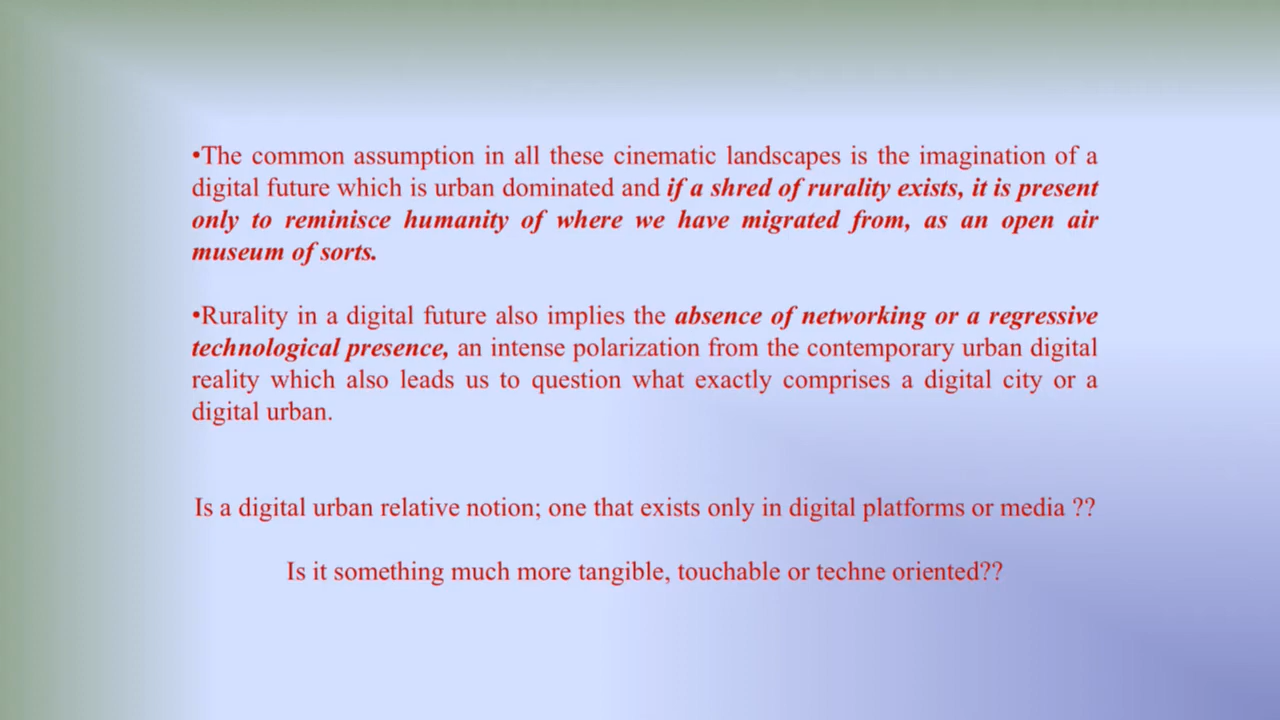 •The common assumption in all these cinematic landscapes is the imagination of a
digital future which is urban dominated and if a shred of rurality exists, it is present
only to reminisce humanity of where we have migrated from, as an open air
museum of sorts.
•Rurality in a digital future also implies the absence of networking or a regressive
technological presence, an intense polarization from the contemporary urban digital
reality which also leads us to question what exactly comprises a digital city or a
digital urban.
Is a digital urban relative notion; one that exists only in digital platforms or media ??
Is it something much more tangible, touchable or techne oriented??